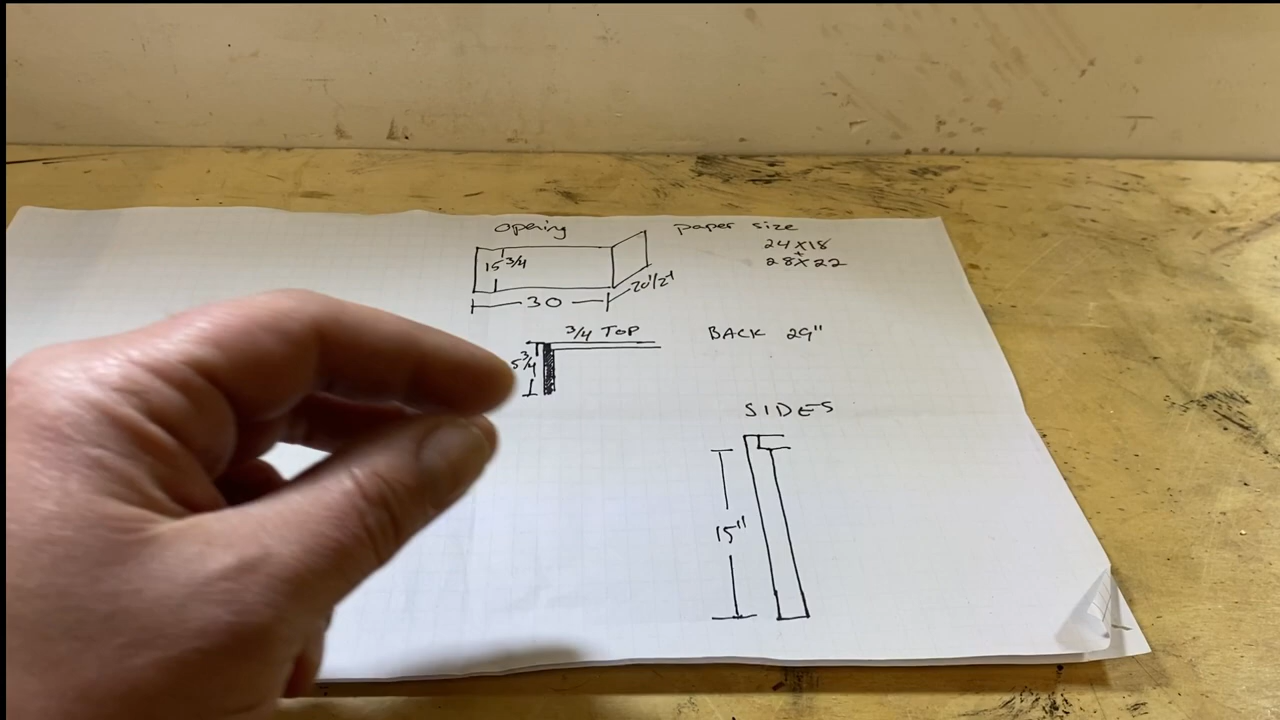 opening
15 3/4
30
20 1/2"
paper size
24 x 18
+
28 x 22
3/4 TOP
5 3/4
BACK 29"
SIDES
15"